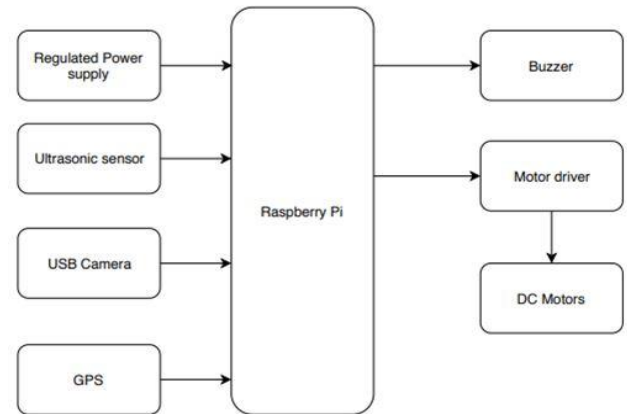 Regulated Power
supply
Ultrasonic sensor
USB Camera
GPS
Raspberry Pi
Buzzer
Motor driver
DC Motors